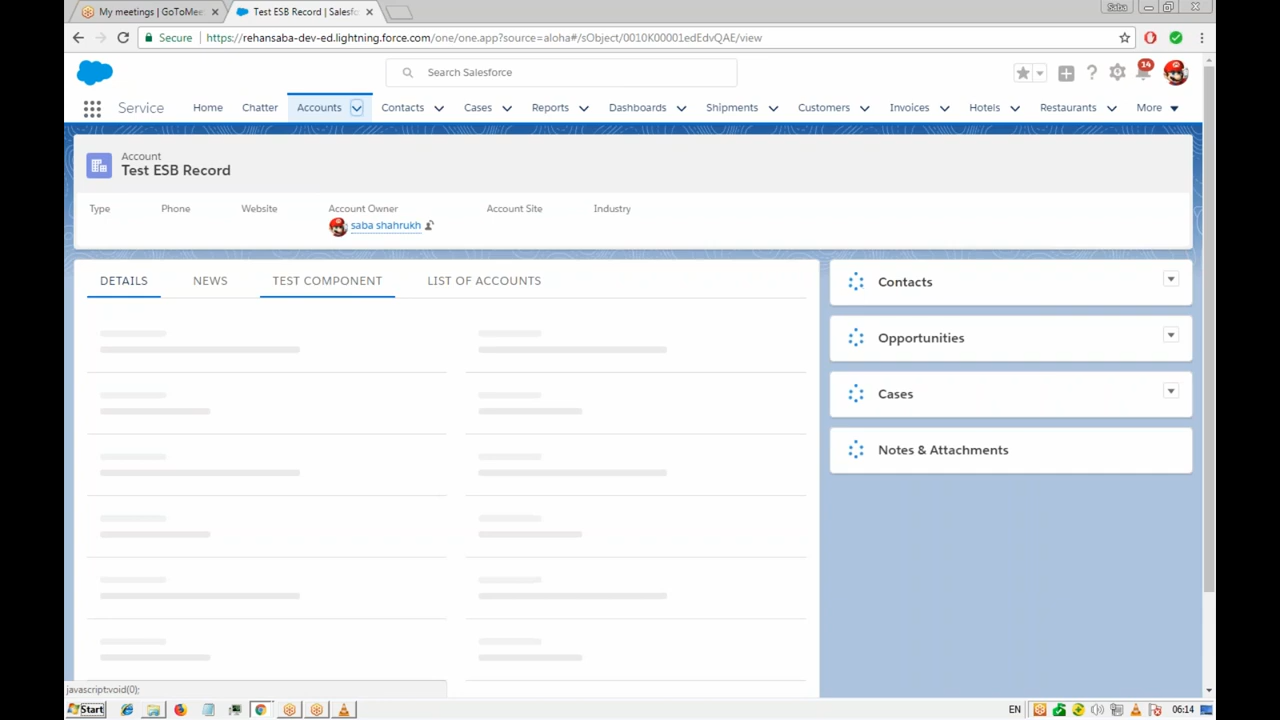 My meetings | GoToMee
Test ESB Record | Salesfo
Saba
Secure
https://rehansaba-dev-ed.lightning.force.com/one/one.app?source=aloha#/sObject/0010K00001edEdvQAE/view
Search Salesforce
14
Service
Home
Chatter
Accounts
Contacts
Cases
Reports
Dashboards
Shipments
Customers
Invoices
Hotels
Restaurants
More
Account
Test ESB Record
Type
Phone
Website
Account Owner
Account Site
Industry
saba shahrukh
DETAILS
NEWS
TEST COMPONENT
LIST OF ACCOUNTS
Contacts
Opportunities
Cases
Notes & Attachments
javascript:void(0);
Start
EN
06:14